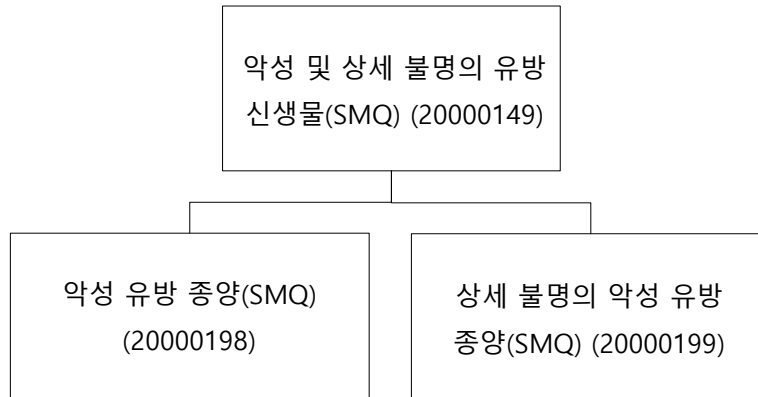 악성 및 상세 불명의 유방
신생물(SMQ) (20000149)
악성 유방 종양(SMQ)
(20000198)
상세 불명의 악성 유방
종양(SMQ) (20000199)